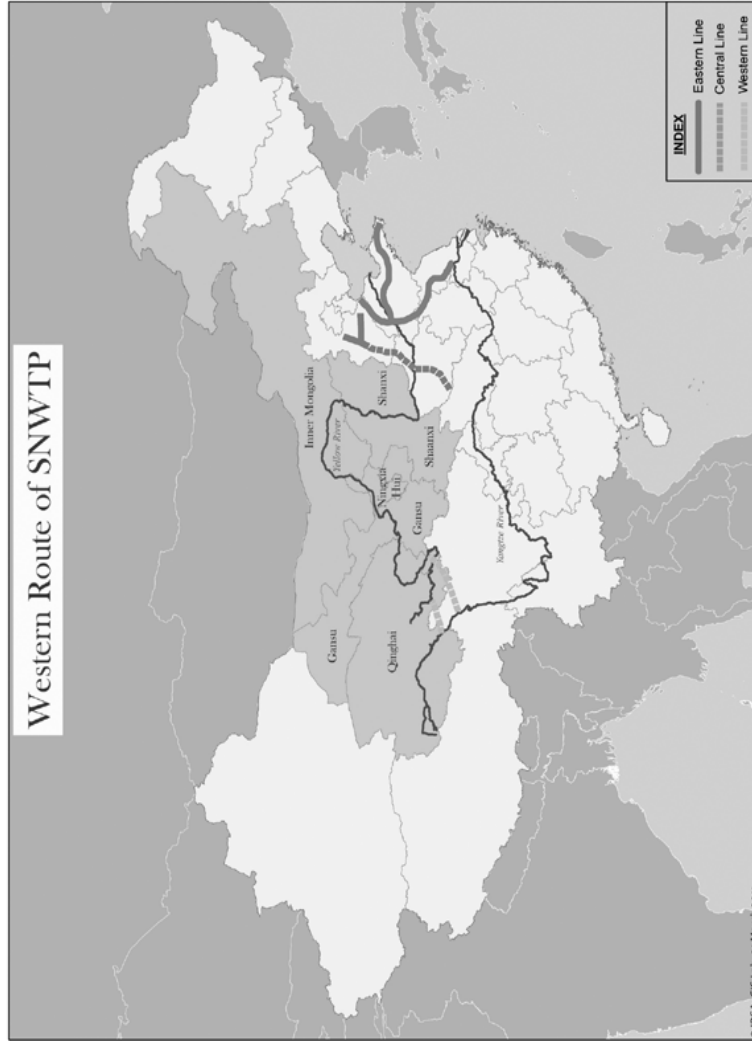 Western Route of SNWTP
Inner Mongolia
Yellow River
Shanxi
Ningxia
Hui
Shaanxi
Gansu
Gansu
Qinghai
Yangtze River
INDEX
Eastern Line
Central Line
Western Line